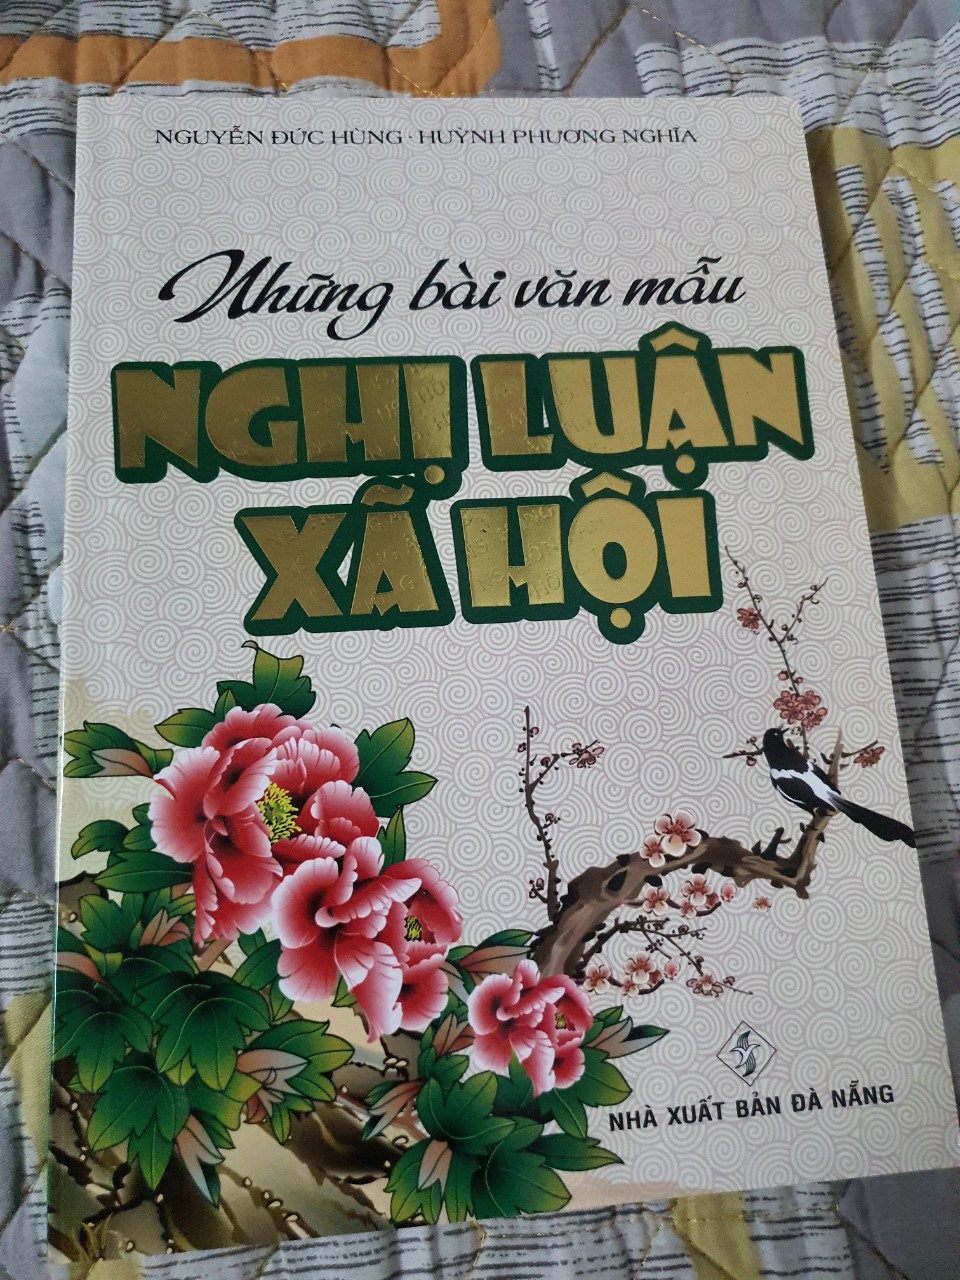 NGUYỄN ĐỨC HÙNG · HUỲNH PHƯƠNG NGHĨA
Những bài văn mẫu
NGHỊ LUẬN
XÃ HỘI
NHÀ XUẤT BẢN ĐÀ NẴNG